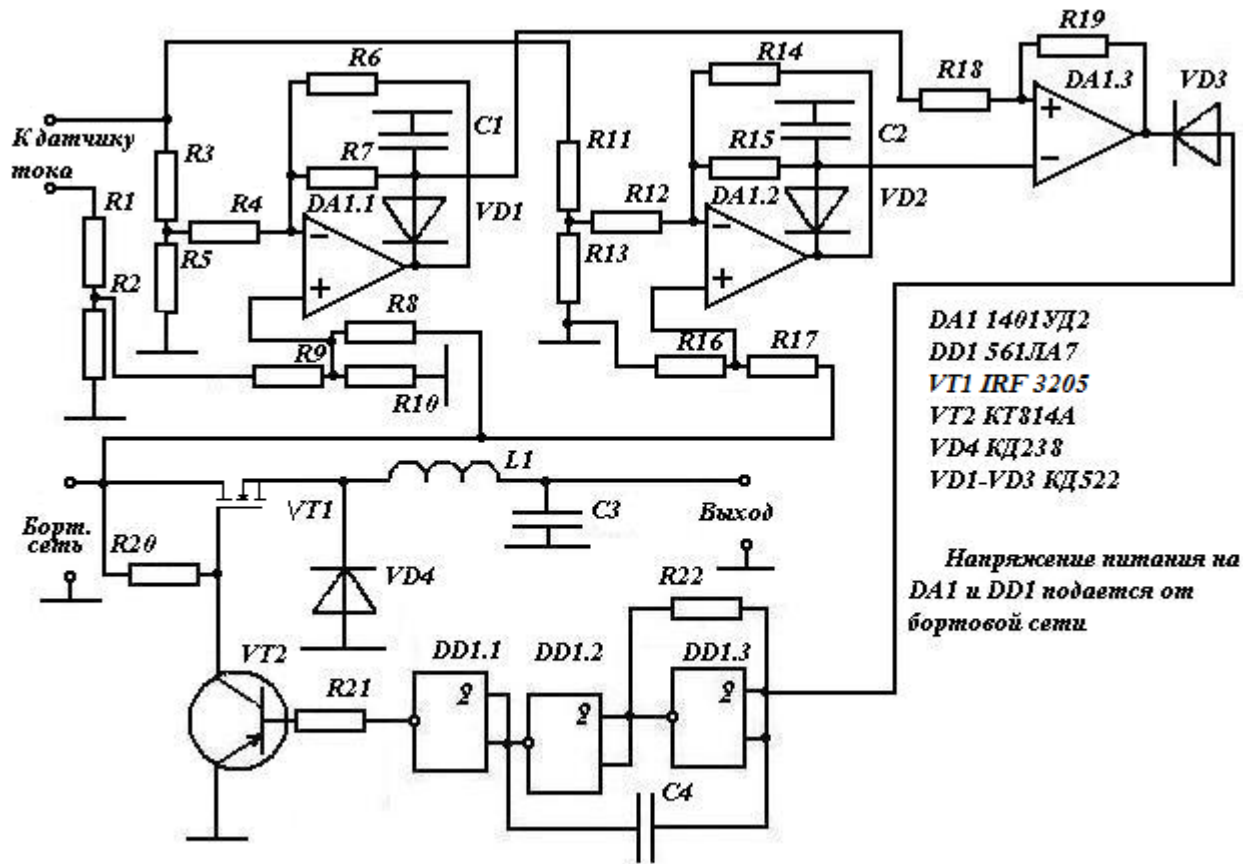 R19
R6
R14
R18
DA1.3
VD3
К датчику
тока
R3
C1
R11
C2
R7
R15
R1
R4
DA1.1
VD1
R12
DA1.2
VD2
R5
R13
R2
R8
R9
R16
R17
R10
DA1 1401УД2
DD1 561ЛА7
VT1 IRF 3205
VT2 КТ814А
VD4 КД238
VD1-VD3 КД522
L1
VT1
C3
Выход
Борт.
сеть
R20
VD4
R22
Напряжение питания на
DA1 и DD1 подается от
бортовой сети
VT2
DD1.1
DD1.2
DD1.3
R21
2
2
2
C4